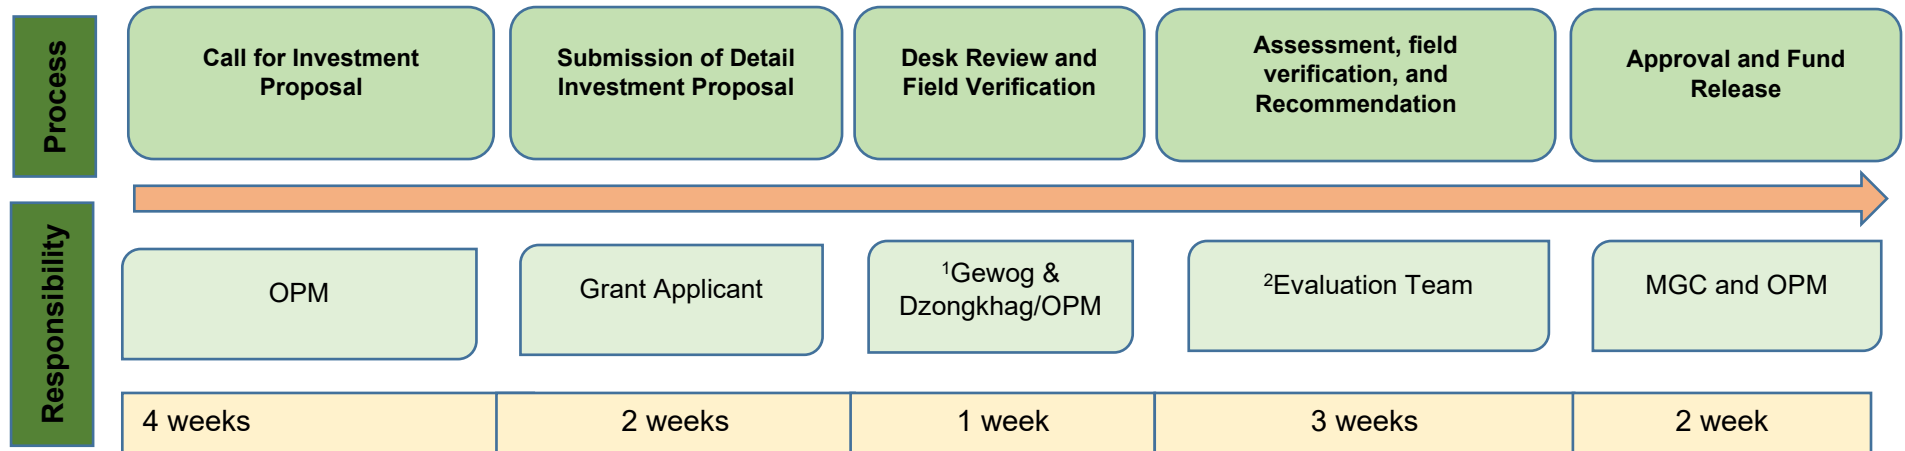 Process
Call for Investment
Proposal
Submission of Detail
Investment Proposal
Desk Review and
Field Verification
Assessment, field
verification, and
Recommendation
Approval and Fund
Release
Responsibility
OPM
Grant Applicant
1Gewog &
Dzongkhag/OPM
2Evaluation Team
MGC and OPM
4 weeks
2 weeks
1 week
3 weeks
2 week